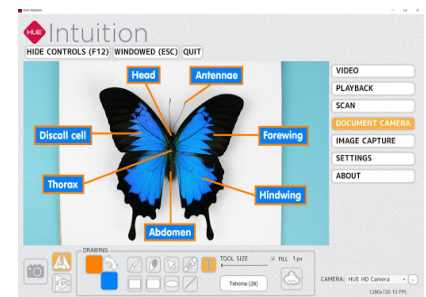 HUE Intuition
HUE
Intuition
HIDE CONTROLS (F12) WINDOWED (ESC) QUIT
Head
Antennae
Discall cell
Forewing
Thorax
Hindwing
Abdomen
VIDEO
PLAYBACK
SCAN
DOCUMENT CAMERA
IMAGE CAPTURE
SETTINGS
ABOUT
DRAWING
TOOL SIZE
FILL 1px
Tahoma (28)
CAMERA: HUE HD Camera ...
1280x720 10 FPS